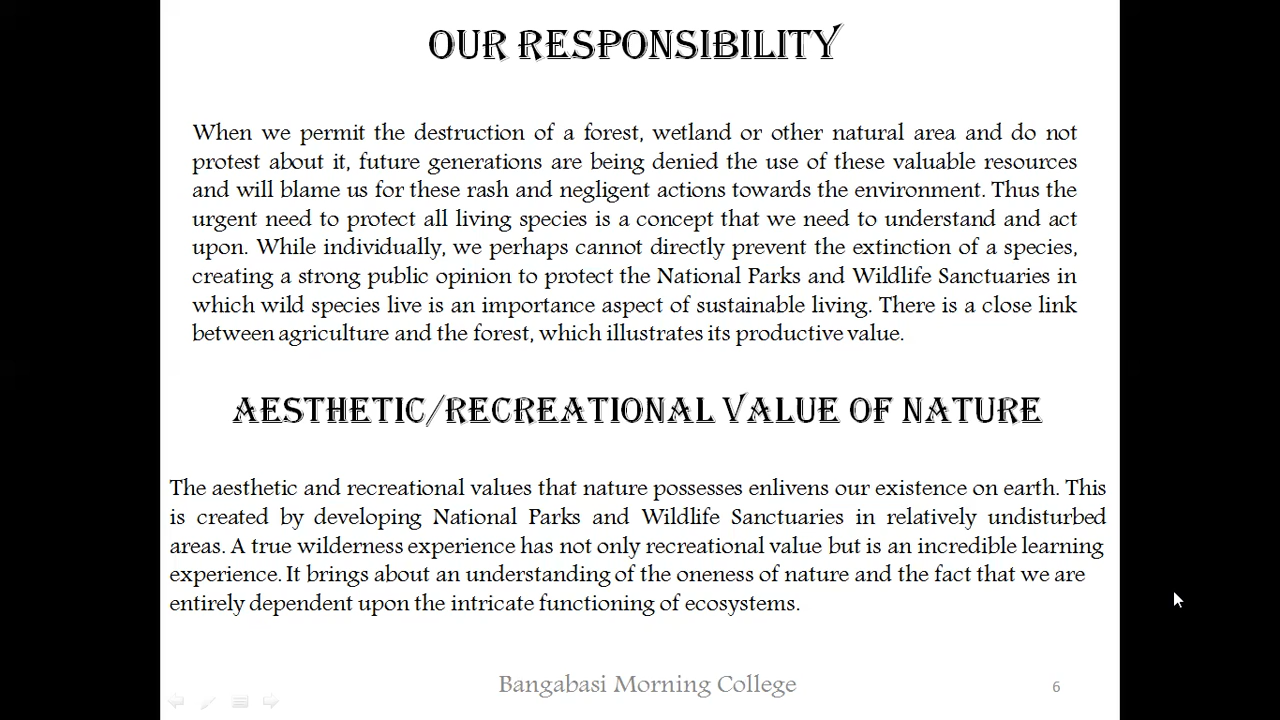 OUR RESPONSIBILITY
When we permit the destruction of a forest, wetland or other natural area and do not
protest about it, future generations are being denied the use of these valuable resources
and will blame us for these rash and negligent actions towards the environment. Thus the
urgent need to protect all living species is a concept that we need to understand and act
upon. While individually, we perhaps cannot directly prevent the extinction of a species,
creating a strong public opinion to protect the National Parks and Wildlife Sanctuaries in
which wild species live is an importance aspect of sustainable living. There is a close link
between agriculture and the forest, which illustrates its productive value.
AESTHETIC/RECREATIONAL VALUE OF NATURE
The aesthetic and recreational values that nature possesses enlivens our existence on earth. This
is created by developing National Parks and Wildlife Sanctuaries in relatively undisturbed
areas. A true wilderness experience has not only recreational value but is an incredible learning
experience. It brings about an understanding of the oneness of nature and the fact that we are
entirely dependent upon the intricate functioning of ecosystems.
Bangabasi Morning College
6